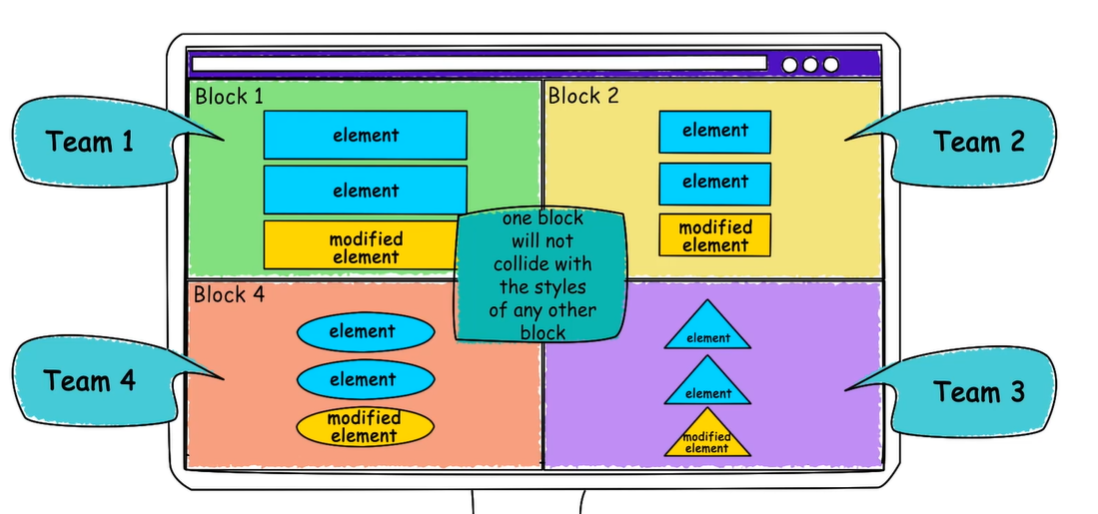 Block 1
Block 2
Team 1
element
element
Team 2
element
element
modified
element
modified
element
one block
will not
collide with
the styles
of any other
block
Block 4
element
element
Team 4
element
element
Team 3
modified
element
modified
element